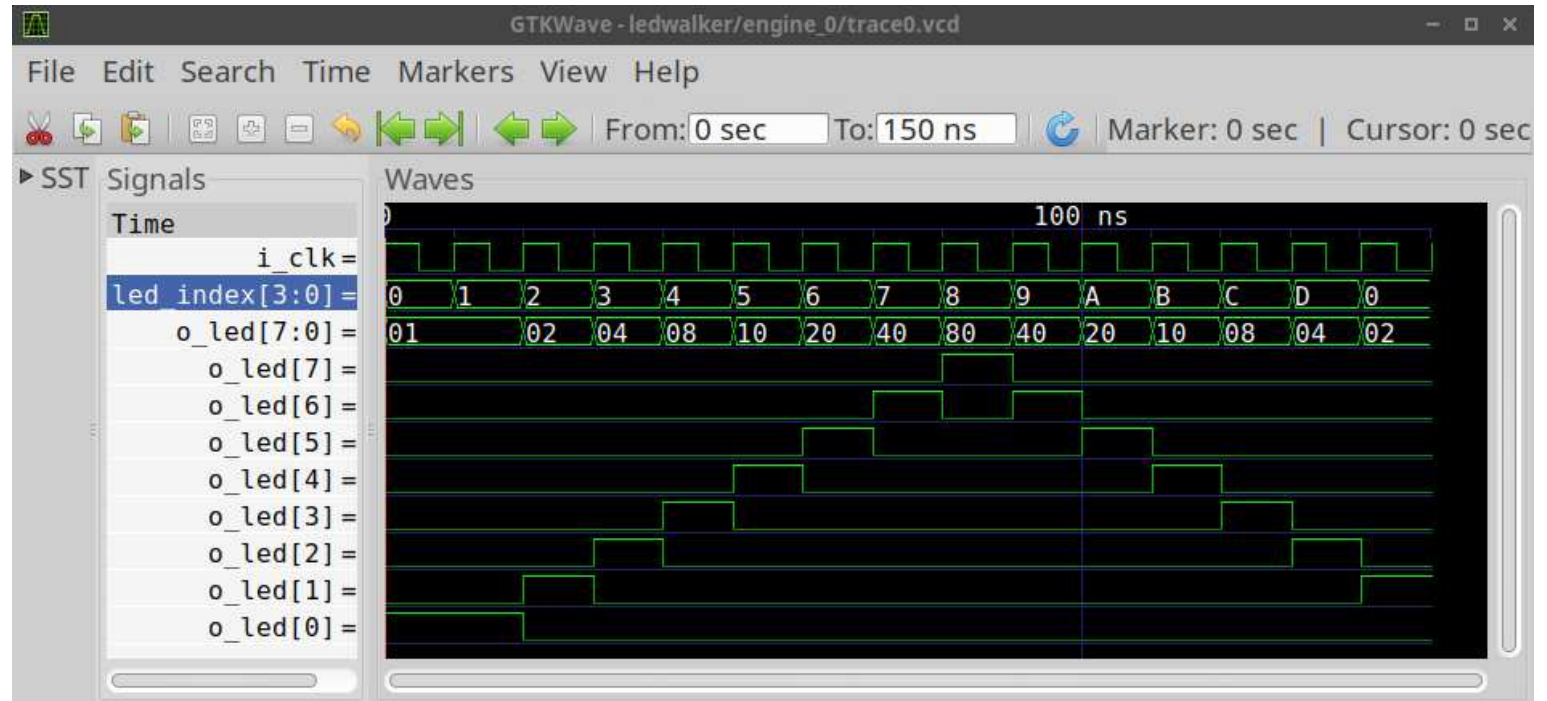 GTKWave - ledwalker/engine_0/trace0.vcd
File Edit Search Time Markers View Help
From: 0 sec To: 150 ns Marker: 0 sec | Cursor: 0 sec
SST Signals Waves
Time 0 100 ns
i_clk=
led_index[3:0]= 0 1 2 3 4 5 6 7 8 9 A B C D 0
o_led[7:0]= 01 02 04 08 10 20 40 80 40 20 10 08 04 02
o_led[7]=
o_led[6]=
o_led[5]=
o_led[4]=
o_led[3]=
o_led[2]=
o_led[1]=
o_led[0]=